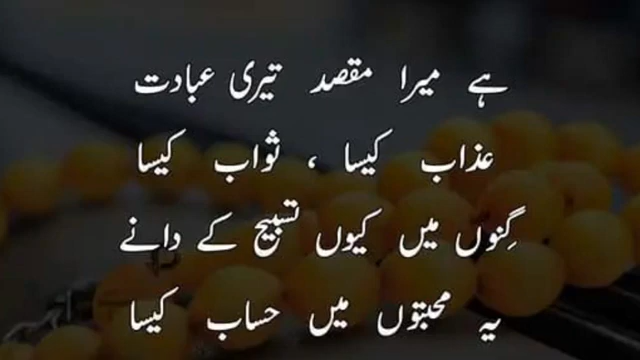 ہے میرا مقصد تیری عبادت
عذاب کیسا ، ثواب کیسا
گِنوں میں کیوں تسبیح کے دانے
یہ محبتوں میں حساب کیسا